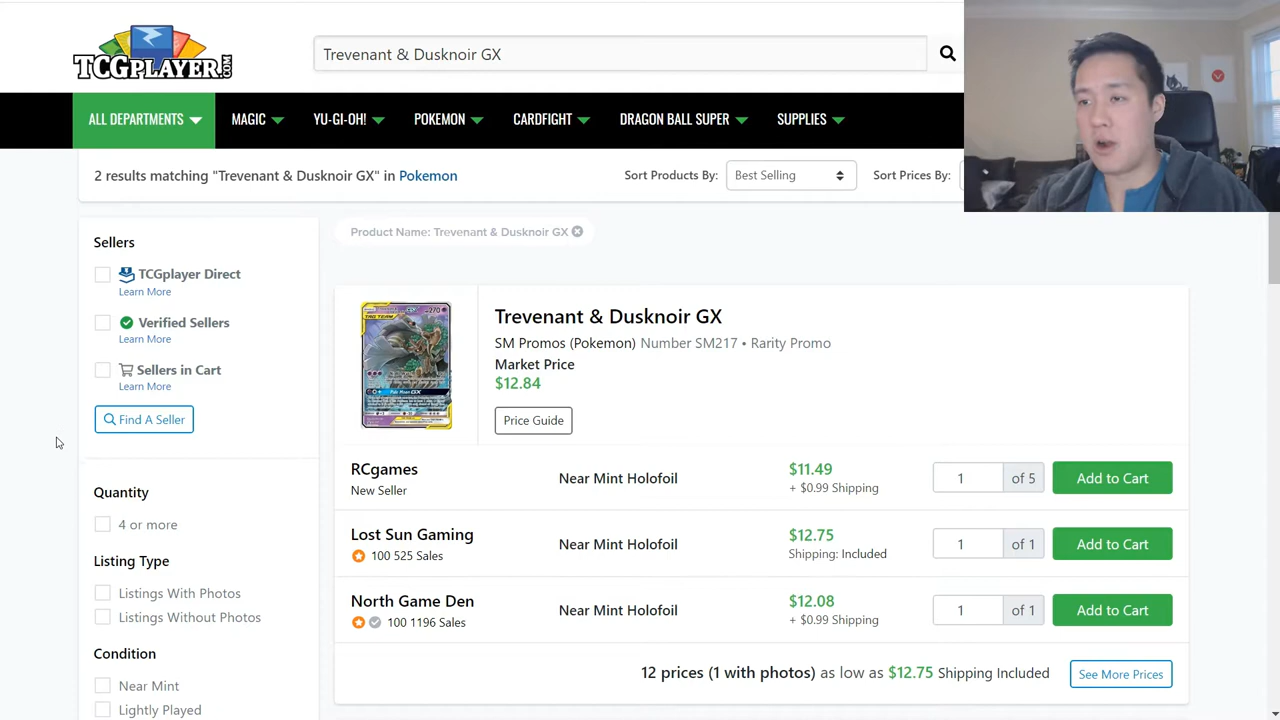 TCGPLAYER.COM
Trevenant & Dusknoir GX
ALL DEPARTMENTS MAGIC YU-GI-OH! POKEMON CARDFIGHT DRAGON BALL SUPER SUPPLIES
2 results matching "Trevenant & Dusknoir GX" in Pokemon
Sort Products By: Best Selling Sort Prices By:
Product Name: Trevenant & Dusknoir GX
Sellers
TCGplayer Direct
Learn More
Verified Sellers
Learn More
Sellers in Cart
Learn More
Find A Seller
Quantity
4 or more
Listing Type
Listings With Photos
Listings Without Photos
Condition
Near Mint
Lightly Played
TAG TEAM
270
Trevenant & Dusknoir GX
SM Promos (Pokemon) Number SM217 • Rarity Promo
Market Price
$12.84
Price Guide
RCgames
New Seller
Near Mint Holofoil
$11.49
+ $0.99 Shipping
1 of 5
Add to Cart
Lost Sun Gaming
100 525 Sales
Near Mint Holofoil
$12.75
Shipping: Included
1 of 1
Add to Cart
North Game Den
100 1196 Sales
Near Mint Holofoil
$12.08
+ $0.99 Shipping
1 of 1
Add to Cart
12 prices (1 with photos) as low as $12.75 Shipping Included
See More Prices